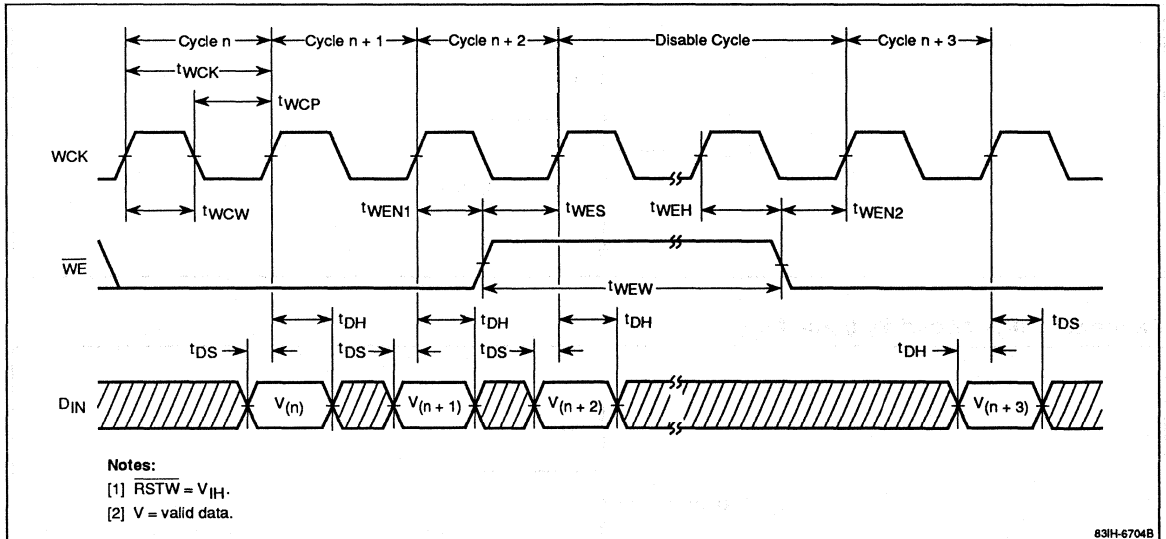 Cycle n Cycle n + 1 Cycle n + 2 Disable Cycle Cycle n + 3
tWCK
tWCP
WCK
tWCW tWEN1 tWES tWEH tWEN2
WE
tWEW
tDH tDH tDH tDS
tDS tDS tDS tDH
DIN V(n) V(n + 1) V(n + 2) V(n + 3)
Notes:
[1] RSTW = VIH.
[2] V = valid data.
83IH-6704B